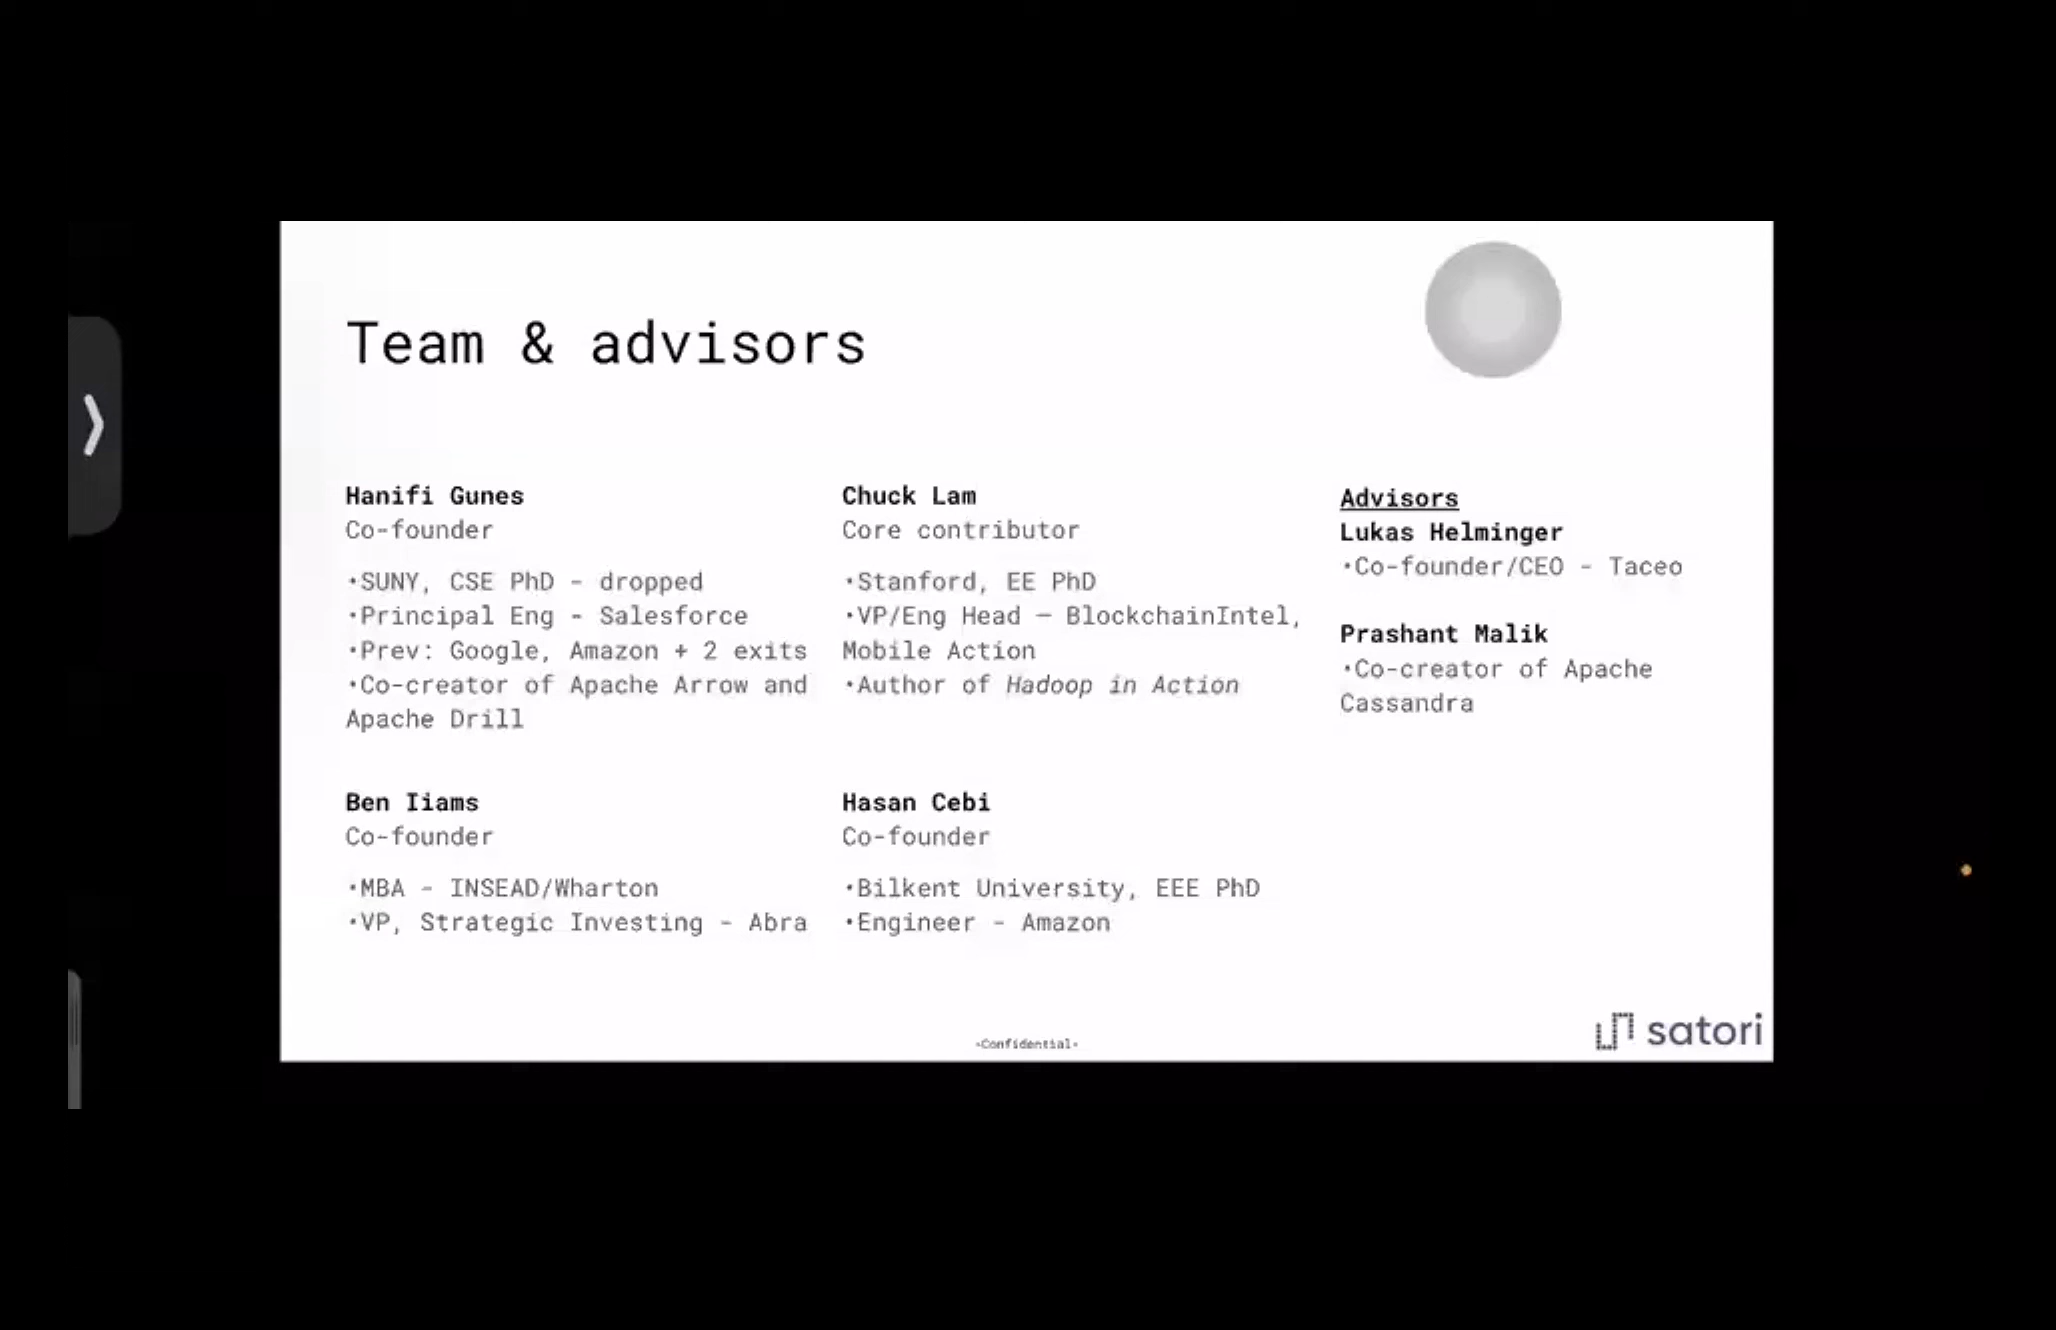 Team & advisors
Hanifi Gunes
Co-founder
•SUNY, CSE PhD - dropped
•Principal Eng - Salesforce
•Prev: Google, Amazon + 2 exits
•Co-creator of Apache Arrow and
Apache Drill
Chuck Lam
Core contributor
•Stanford, EE PhD
•VP/Eng Head – BlockchainIntel,
Mobile Action
•Author of Hadoop in Action
Advisors
Lukas Helminger
•Co-founder/CEO - Taceo
Prashant Malik
•Co-creator of Apache
Cassandra
Ben Iiams
Co-founder
•MBA - INSEAD/Wharton
•VP, Strategic Investing - Abra
Hasan Cebi
Co-founder
•Bilkent University, EEE PhD
•Engineer - Amazon
-Confidential-
satori